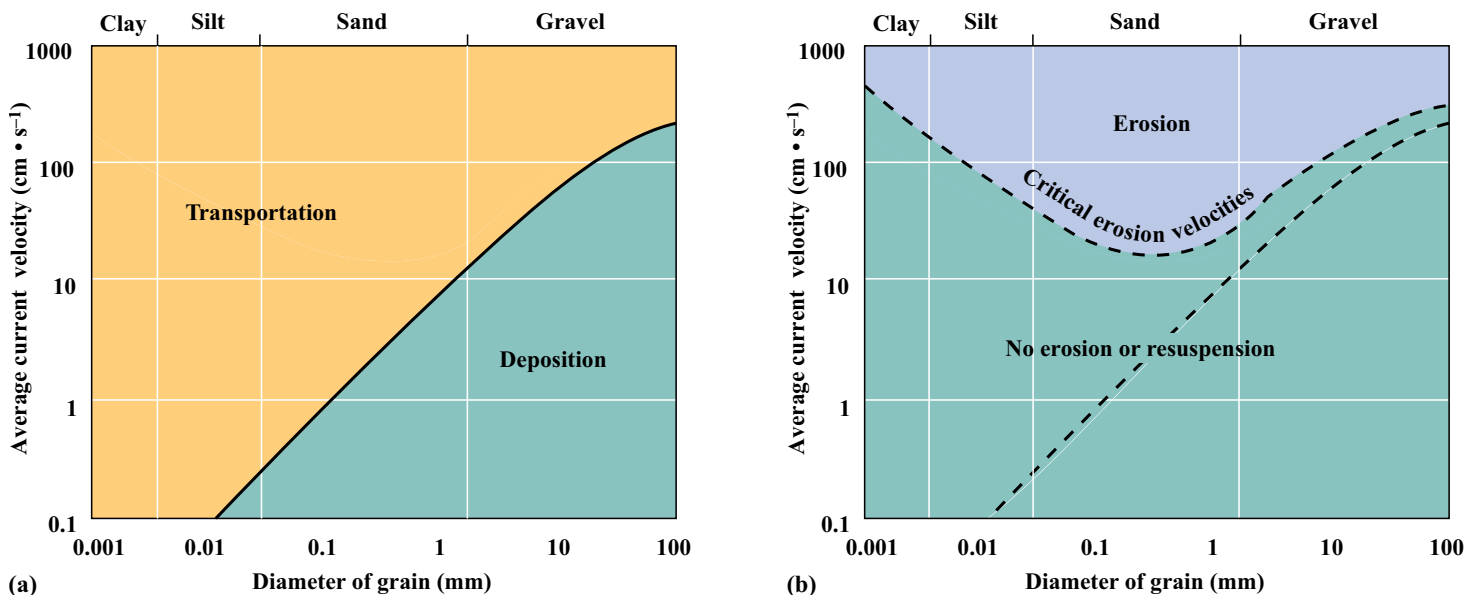 Clay Silt Sand Gravel
1000
100
10
1
0.1
Average current velocity (cm • s⁻¹)
Transportation
Deposition
0.001 0.01 0.1 1 10 100
Diameter of grain (mm)
(a)
Clay Silt Sand Gravel
1000
100
10
1
0.1
Average current velocity (cm • s⁻¹)
Erosion
Critical erosion velocities
No erosion or resuspension
0.001 0.01 0.1 1 10 100
Diameter of grain (mm)
(b)